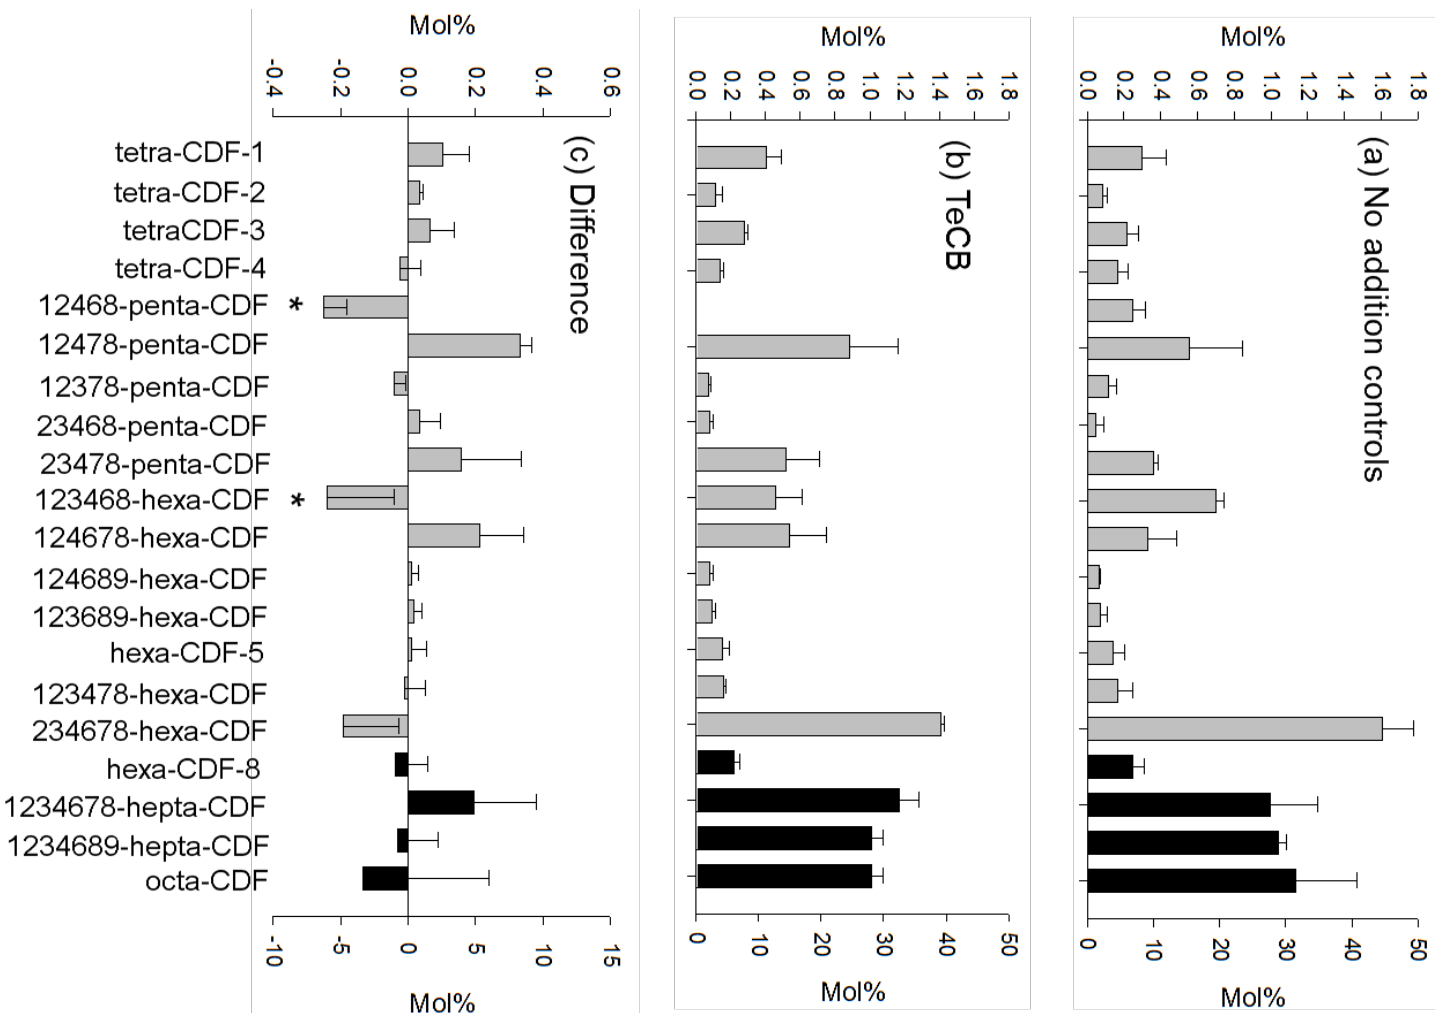 Mol%
-0.4
-0.2
0.0
0.2
0.4
0.6
(c) Difference
tetra-CDF-1
tetra-CDF-2
tetraCDF-3
tetra-CDF-4
12468-penta-CDF *
12478-penta-CDF
12378-penta-CDF
23468-penta-CDF
23478-penta-CDF
123468-hexa-CDF *
124678-hexa-CDF
124689-hexa-CDF
123689-hexa-CDF
hexa-CDF-5
123478-hexa-CDF
234678-hexa-CDF
hexa-CDF-8
1234678-hepta-CDF
1234689-hepta-CDF
octa-CDF
-10
-5
0
5
10
15
Mol%
Mol%
0.0
0.2
0.4
0.6
0.8
1.0
1.2
1.4
1.6
1.8
(b) TeCB
0
10
20
30
40
50
Mol%
Mol%
0.0
0.2
0.4
0.6
0.8
1.0
1.2
1.4
1.6
1.8
(a) No addition controls
0
10
20
30
40
50
Mol%